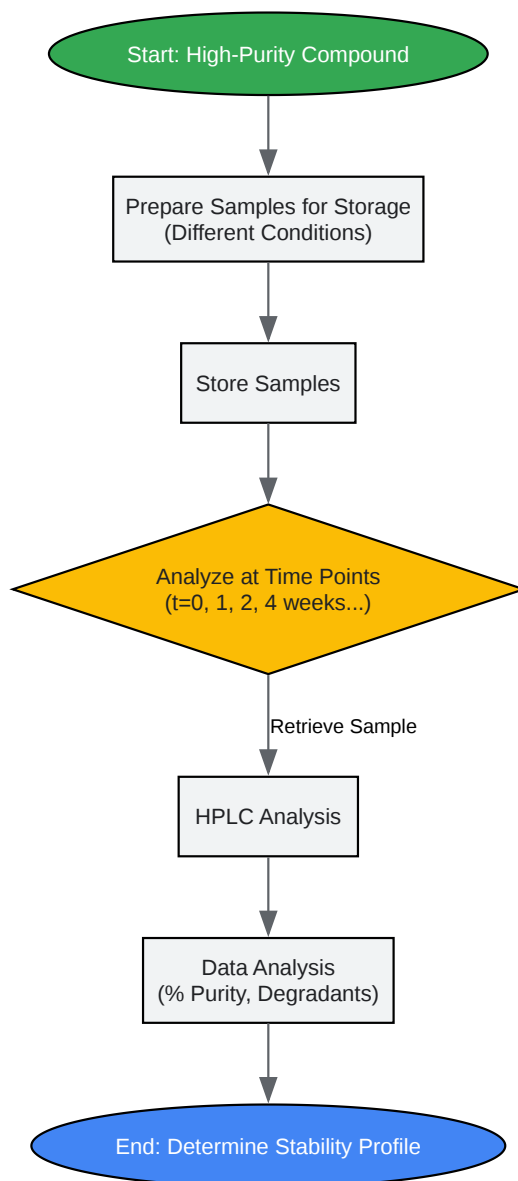 Start: High-Purity Compound
Prepare Samples for Storage
(Different Conditions)
Store Samples
Analyze at Time Points
(t=0, 1, 2, 4 weeks...)
Retrieve Sample
HPLC Analysis
Data Analysis
(% Purity, Degradants)
End: Determine Stability Profile